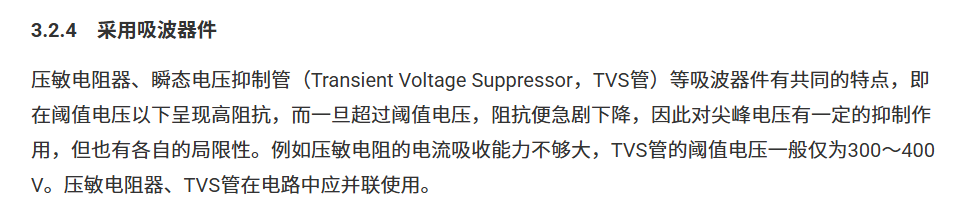 3.2.4 采用吸波器件
压敏电阻器、瞬态电压抑制管（Transient Voltage Suppressor，TVS管）等吸波器件有共同的特点，即
在阈值电压以下呈现高阻抗，而一旦超过阈值电压，阻抗便急剧下降，因此对尖峰电压有一定的抑制作
用，但也有各自的局限性。例如压敏电阻的电流吸收能力不够大，TVS管的阈值电压一般仅为300～400
V。压敏电阻器、TVS管在电路中应并联使用。